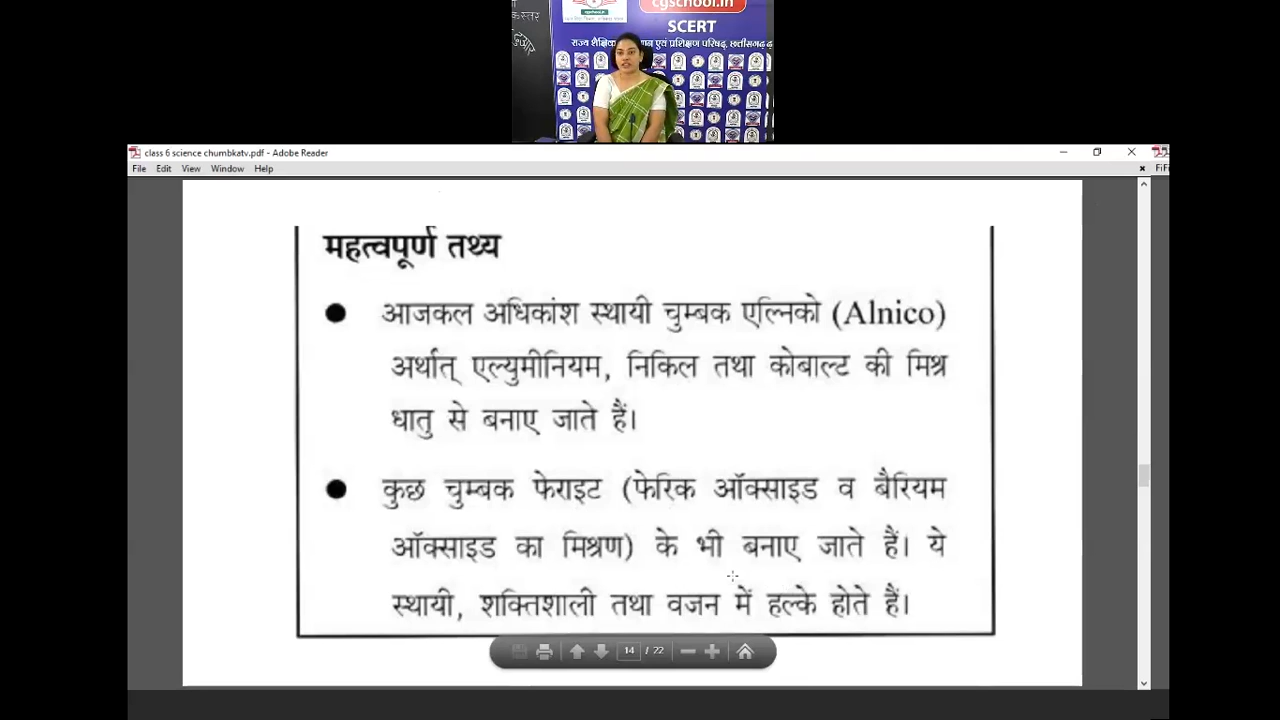 cgschool.in
SCERT
class 6 science chumbkatv.pdf - Adobe Reader
File Edit View Window Help
महत्वपूर्ण तथ्य
● आजकल अधिकांश स्थायी चुम्बक एल्निको (Alnico)
अर्थात् एल्युमीनियम, निकिल तथा कोबाल्ट की मिश्र
धातु से बनाए जाते हैं।
● कुछ चुम्बक फेराइट (फेरिक ऑक्साइड व बैरियम
ऑक्साइड का मिश्रण) के भी बनाए जाते हैं। ये
स्थायी, शक्तिशाली तथा वजन में हल्के होते हैं।
14 / 22